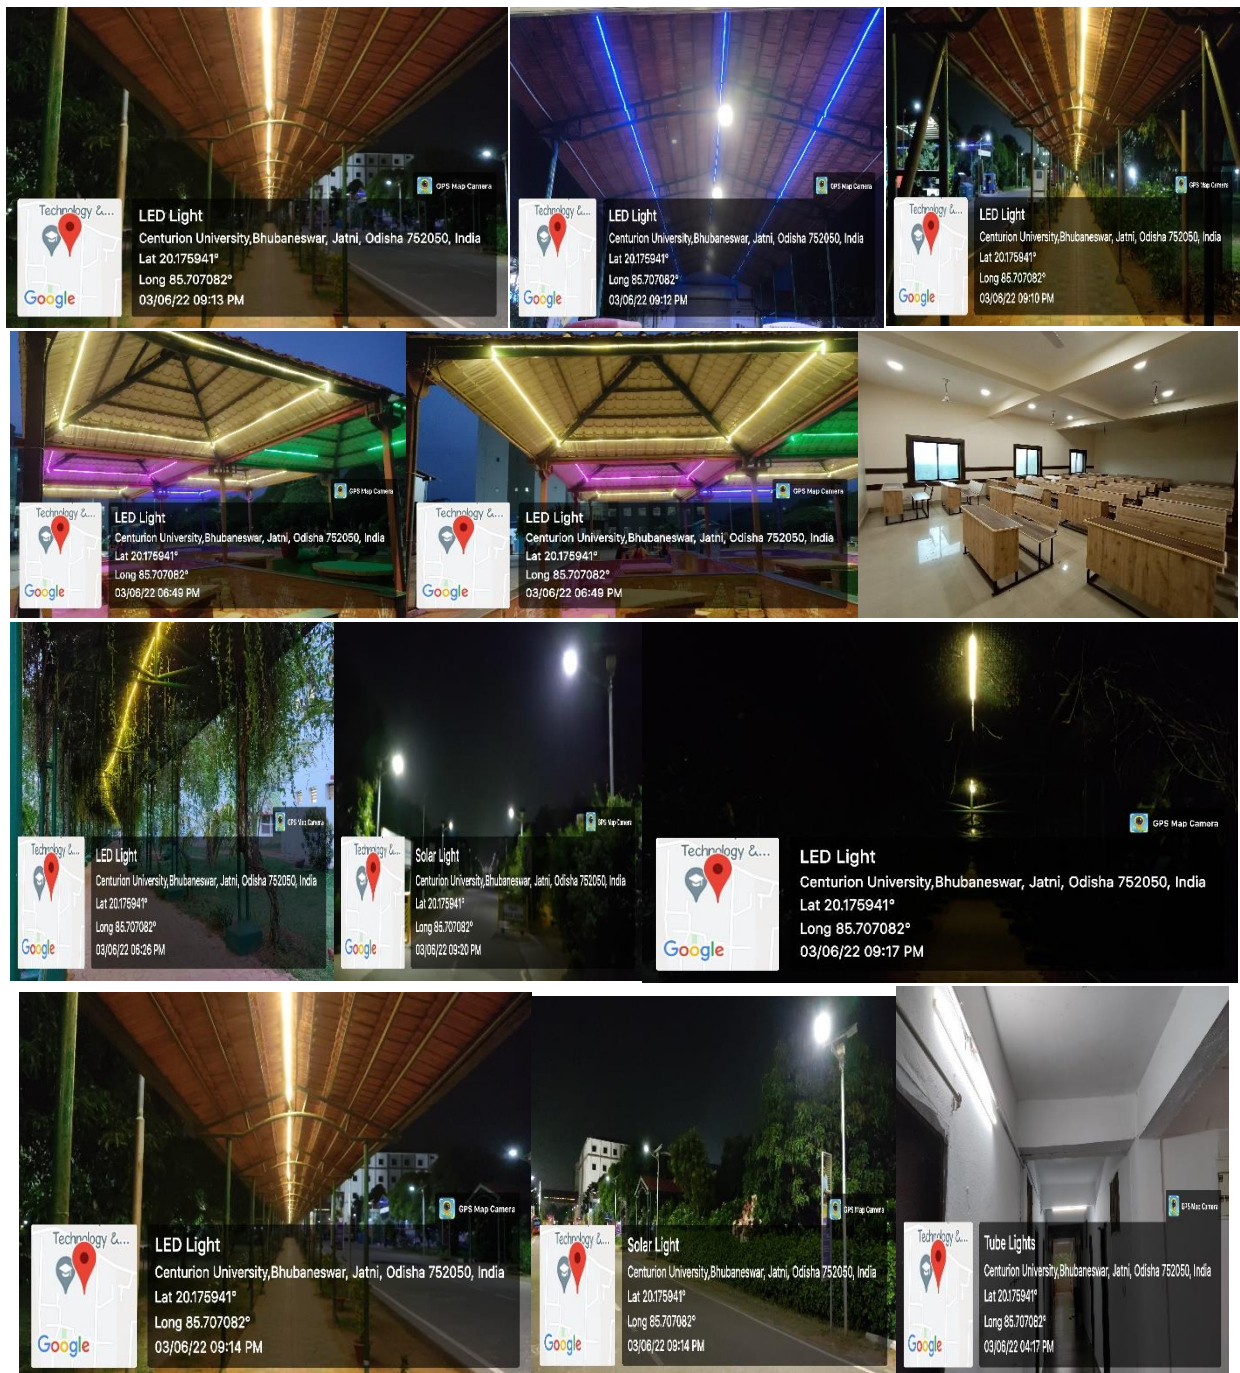 GPS Map Camera
Technology &...
Google
LED Light
Centurion University,Bhubaneswar, Jatni, Odisha 752050, India
Lat 20.175941°
Long 85.707082°
03/06/22 09:13 PM
GPS Map Camera
Technology &...
Google
LED Light
Centurion University,Bhubaneswar, Jatni, Odisha 752050, India
Lat 20.175941°
Long 85.707082°
03/06/22 09:12 PM
GPS Map Camera
Technology &...
Google
LED Light
Centurion University,Bhubaneswar, Jatni, Odisha 752050, India
Lat 20.175941°
Long 85.707082°
03/06/22 09:10 PM
GPS Map Camera
Technology &...
Google
LED Light
Centurion University,Bhubaneswar, Jatni, Odisha 752050, India
Lat 20.175941°
Long 85.707082°
03/06/22 06:49 PM
GPS Map Camera
Technology &...
Google
LED Light
Centurion University,Bhubaneswar, Jatni, Odisha 752050, India
Lat 20.175941°
Long 85.707082°
03/06/22 06:49 PM
GPS Map Camera
Technology &...
Google
LED Light
Centurion University,Bhubaneswar, Jatni, Odisha 752050, India
Lat 20.175941°
Long 85.707082°
03/06/22 06:26 PM
GPS Map Camera
Technology &...
Google
Solar Light
Centurion University,Bhubaneswar, Jatni, Odisha 752050, India
Lat 20.175941°
Long 85.707082°
03/06/22 09:20 PM
GPS Map Camera
Technology &...
Google
LED Light
Centurion University,Bhubaneswar, Jatni, Odisha 752050, India
Lat 20.175941°
Long 85.707082°
03/06/22 09:17 PM
GPS Map Camera
Technology &...
Google
LED Light
Centurion University,Bhubaneswar, Jatni, Odisha 752050, India
Lat 20.175941°
Long 85.707082°
03/06/22 09:14 PM
GPS Map Camera
Technology &...
Google
Solar Light
Centurion University,Bhubaneswar, Jatni, Odisha 752050, India
Lat 20.175941°
Long 85.707082°
03/06/22 09:14 PM
GPS Map Camera
Technology &...
Google
Tube Lights
Centurion University,Bhubaneswar, Jatni, Odisha 752050, India
Lat 20.175941°
Long 85.707082°
03/06/22 04:17 PM